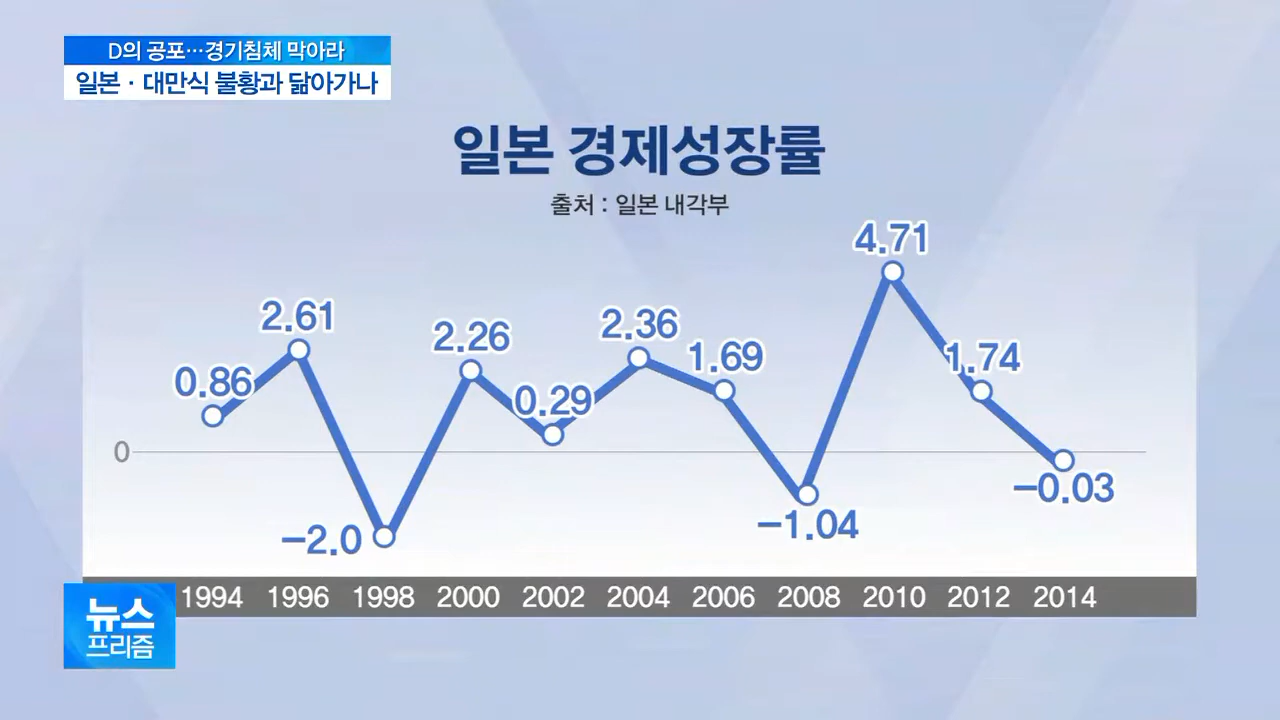 D의 공포…경기침체 막아라
일본·대만식 불황과 닮아가나
일본 경제성장률
출처 : 일본 내각부
4.71
2.61
2.36
2.26
1.69
1.74
0.86
0.29
0
-0.03
-1.04
-2.0
1994 1996 1998 2000 2002 2004 2006 2008 2010 2012 2014
뉴스
프리즘